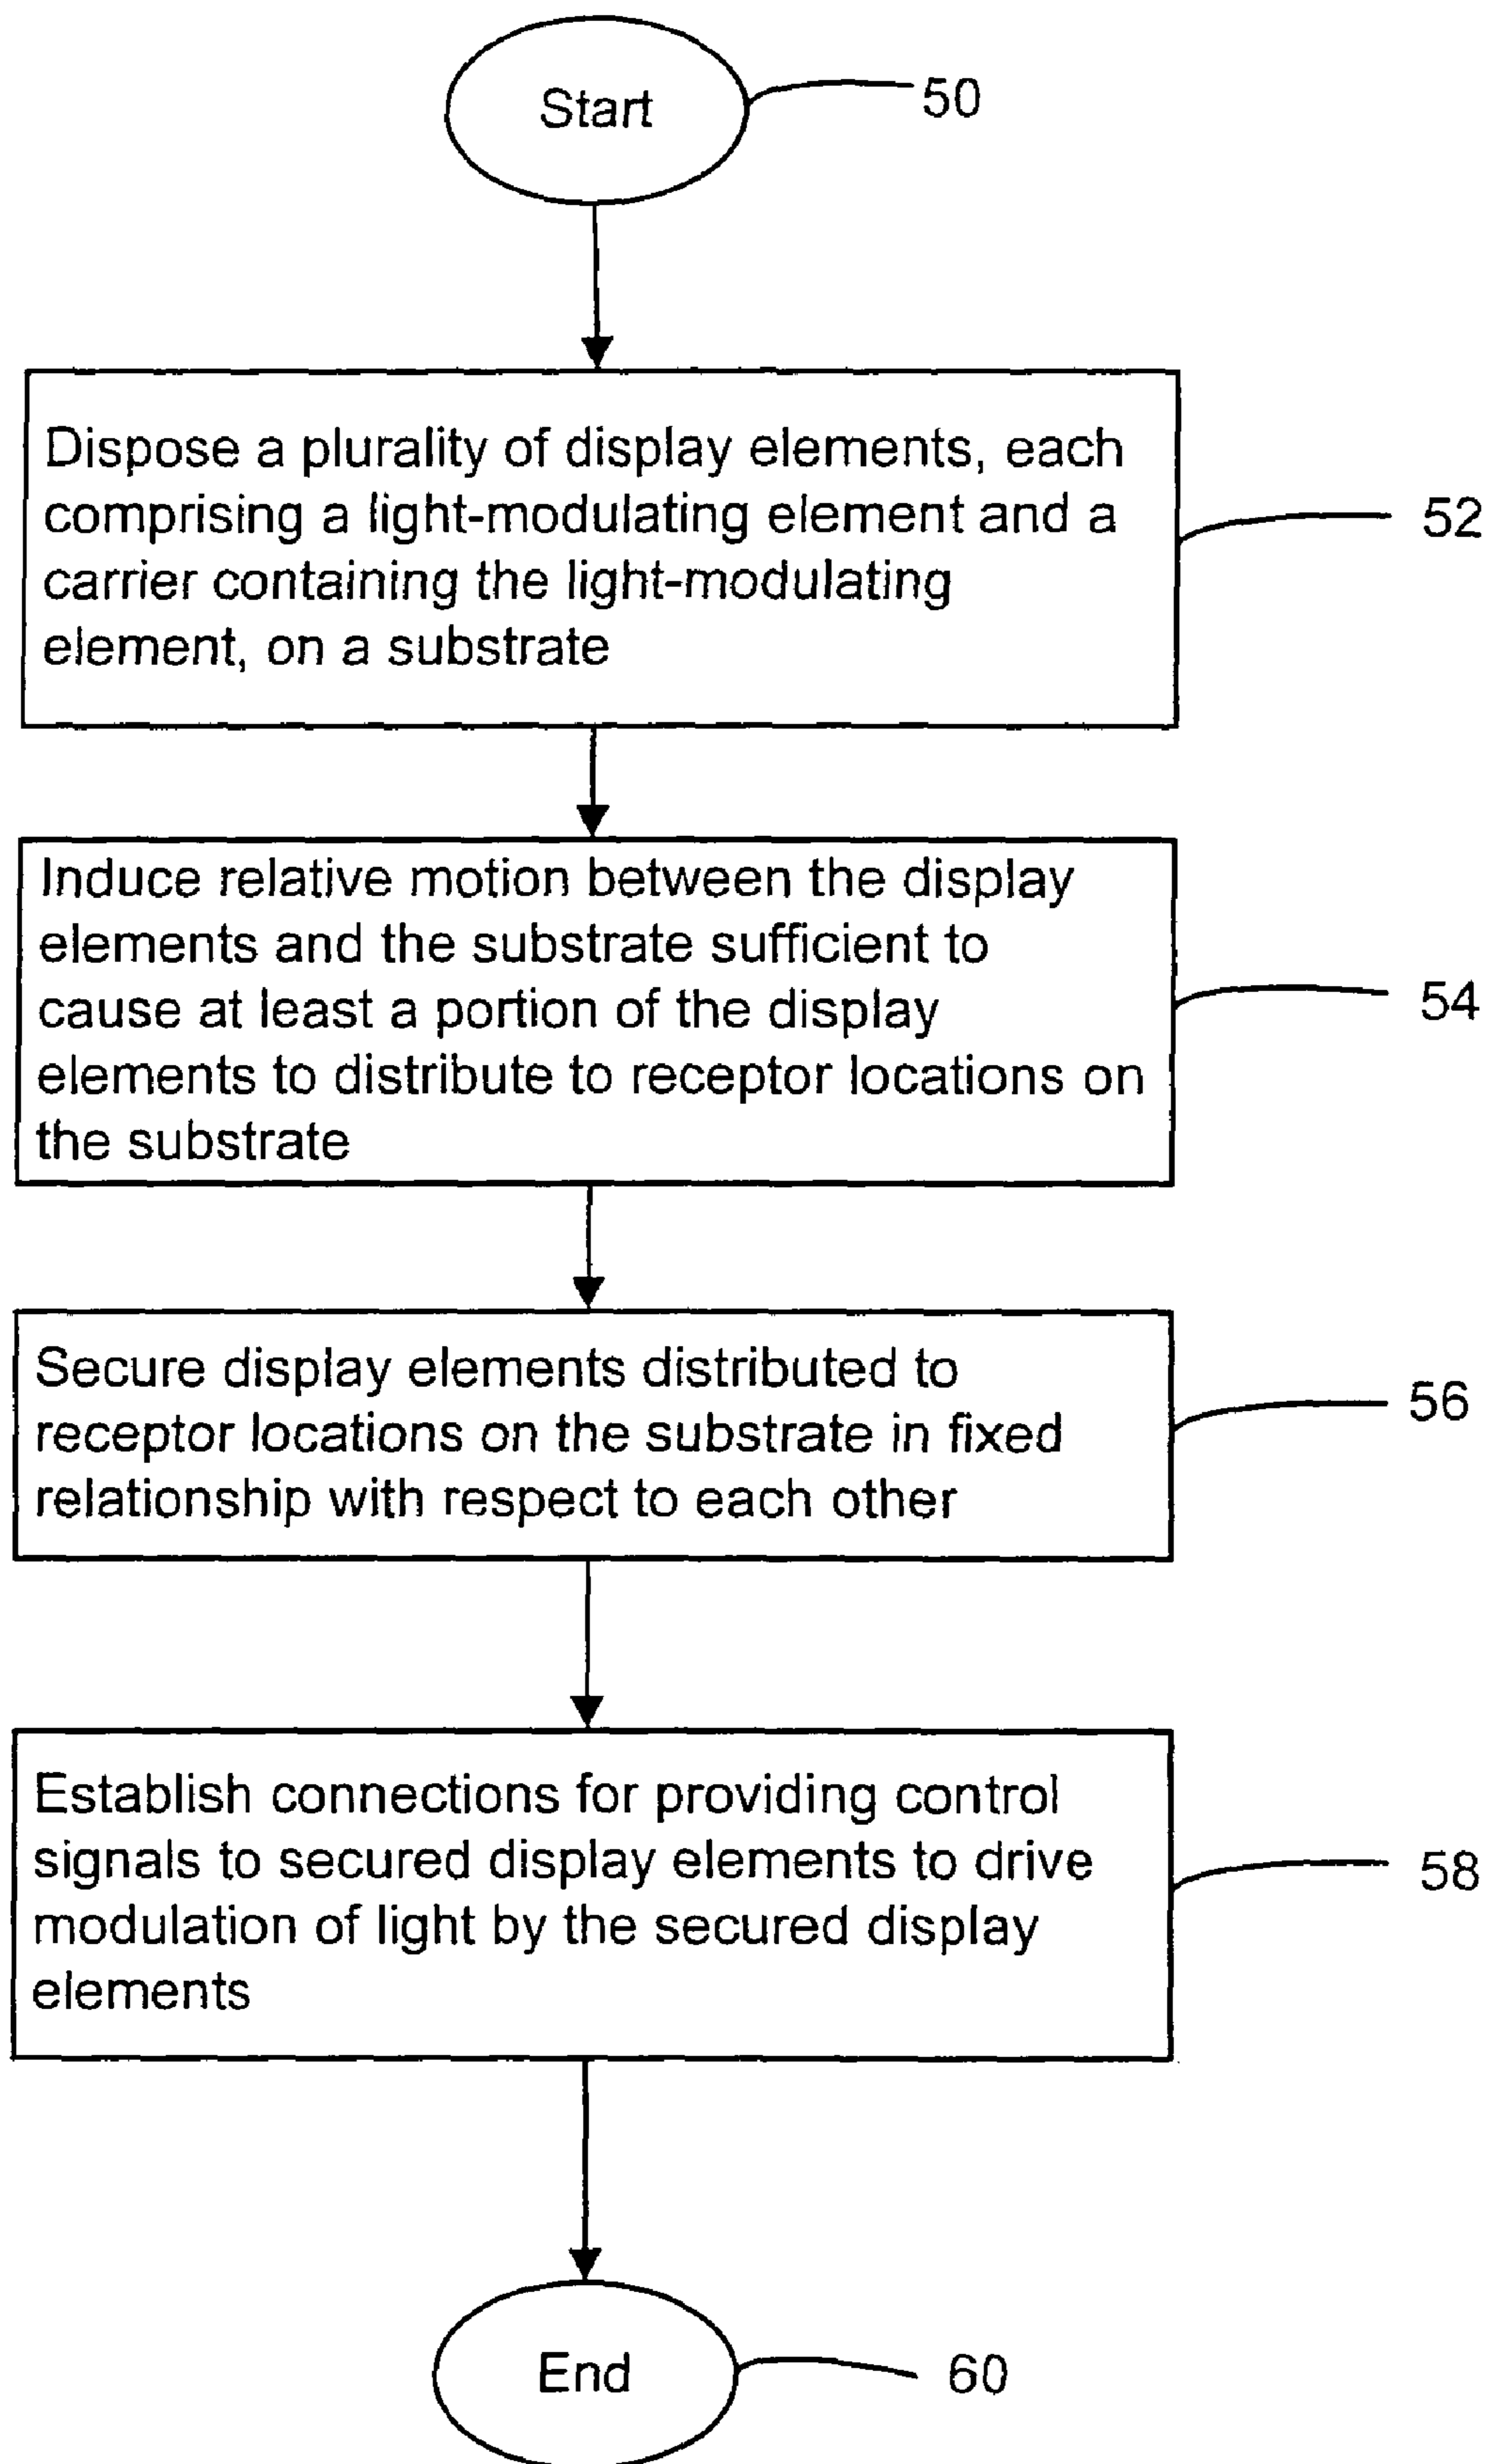 Start
50
Dispose a plurality of display elements, each
comprising a light-modulating element and a
carrier containing the light-modulating
element, on a substrate
52
Induce relative motion between the display
elements and the substrate sufficient to
cause at least a portion of the display
elements to distribute to receptor locations on
the substrate
54
Secure display elements distributed to
receptor locations on the substrate in fixed
relationship with respect to each other
56
Establish connections for providing control
signals to secured display elements to drive
modulation of light by the secured display
elements
58
End
60